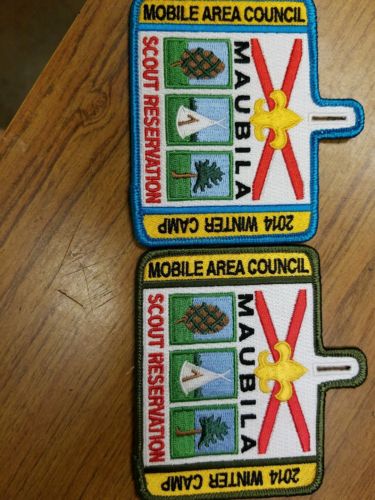 MOBILE AREA COUNCIL
MAUBILA
SCOUT RESERVATION
2014 WINTER CAMP
MOBILE AREA COUNCIL
MAUBILA
SCOUT RESERVATION
2014 WINTER CAMP